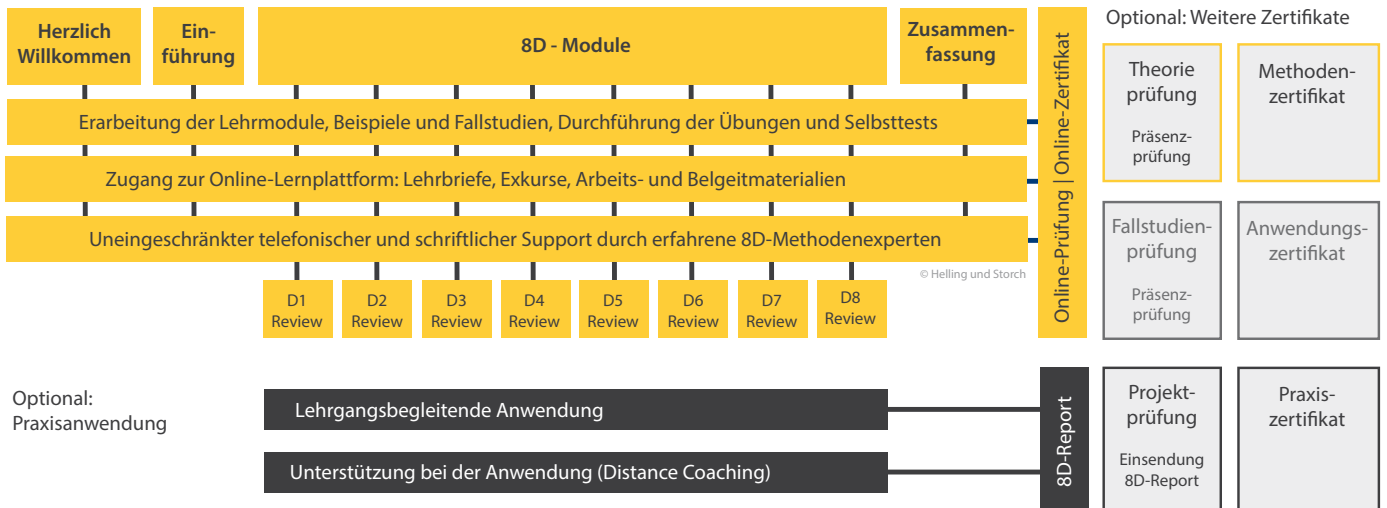 Herzlich
Willkommen
Ein-
führung
8D - Module
Zusammen-
fassung
Erarbeitung der Lehrmodule, Beispiele und Fallstudien, Durchführung der Übungen und Selbsttests
Zugang zur Online-Lernplattform: Lehrbriefe, Exkurse, Arbeits- und Belgeitmaterialien
Uneingeschränkter telefonischer und schriftlicher Support durch erfahrene 8D-Methodenexperten
© Helling und Storch
D1
Review
D2
Review
D3
Review
D4
Review
D5
Review
D6
Review
D7
Review
D8
Review
Online-Prüfung | Online-Zertifikat
Optional: Weitere Zertifikate
Theorie
prüfung
Präsenz-
prüfung
Methoden-
zertifikat
Fallstudien-
prüfung
Präsenz-
prüfung
Anwendungs-
zertifikat
Optional:
Praxisanwendung
Lehrgangsbegleitende Anwendung
Unterstützung bei der Anwendung (Distance Coaching)
8D-Report
Projekt-
prüfung
Einsendung
8D-Report
Praxis-
zertifikat